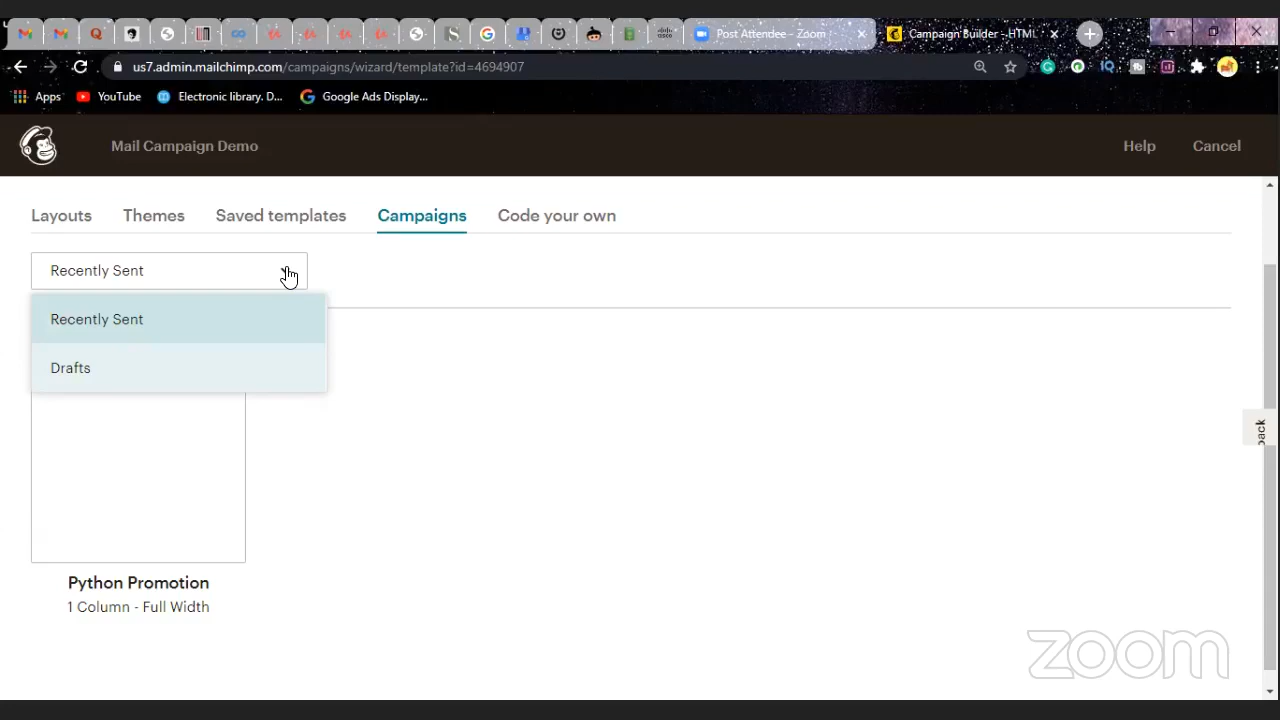 Post Attendee - Zoom
Campaign Builder - HTML
us7.admin.mailchimp.com/campaigns/wizard/template?id=4694907
Apps
YouTube
Electronic library. D...
Google Ads Display...
Mail Campaign Demo
Help
Cancel
Layouts
Themes
Saved templates
Campaigns
Code your own
Recently Sent
Recently Sent
Drafts
back
Python Promotion
1 Column - Full Width
zoom